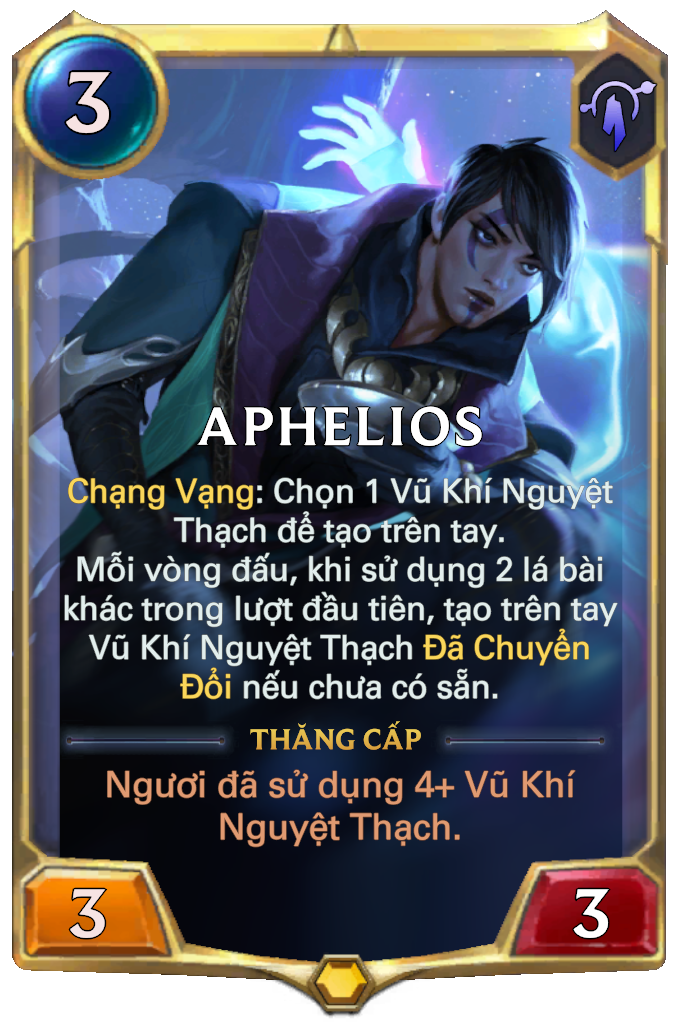 3
APHELIOS
Chạng Vạng: Chọn 1 Vũ Khí Nguyệt
Thạch để tạo trên tay.
Mỗi vòng đấu, khi sử dụng 2 lá bài
khác trong lượt đầu tiên, tạo trên tay
Vũ Khí Nguyệt Thạch Đã Chuyển
Đổi nếu chưa có sẵn.
THĂNG CẤP
Ngươi đã sử dụng 4+ Vũ Khí
Nguyệt Thạch.
3
3